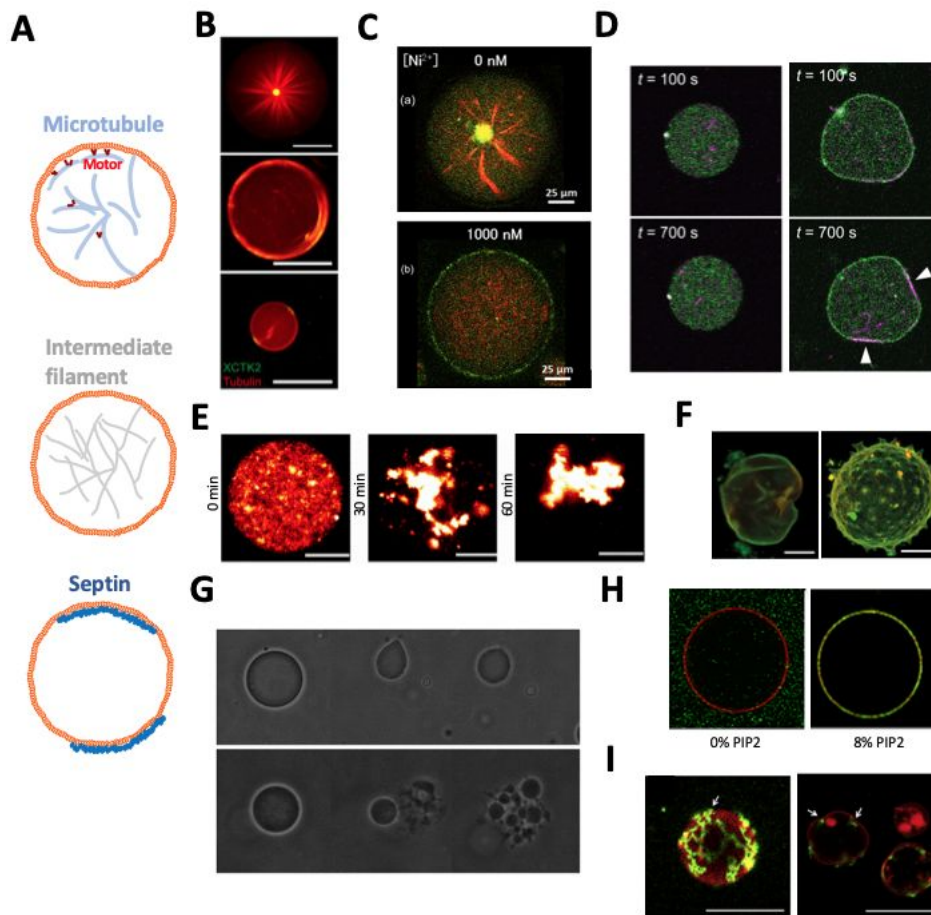 A
Microtubule
Motor
Intermediate
filament
Septin
B
XCTK2
Tubulin
C
[Ni²⁺]
0 nM
(a)
25 µm
1000 nM
(b)
25 µm
D
t = 100 s
t = 100 s
t = 700 s
t = 700 s
E
0 min
30 min
60 min
F
G
H
0% PIP2
8% PIP2
I